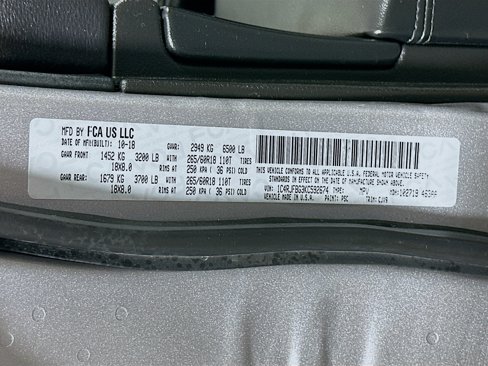 MFD BY FCA US LLC
DATE OF MFR(BUILT): 10-18 GVWR: 2949 KG 6500 LB
GAWR FRONT: 1452 KG 3200 LB WITH 265/60R18 110T TIRES
18X8.0 RIMS AT 250 KPA ( 36 PSI) COLD
GAWR REAR: 1679 KG 3700 LB WITH 265/60R18 110T TIRES
18X8.0 RIMS AT 250 KPA ( 36 PSI) COLD
THIS VEHICLE CONFORMS TO ALL APPLICABLE U.S.A. FEDERAL MOTOR VEHICLE SAFETY
STANDARDS IN EFFECT ON THE DATE OF MANUFACTURE SHOWN ABOVE.
VIN: 1C4RJFBG3KC592674 TYPE: MPV MDH: 102719
VEHICLE MADE IN U.S.A. PAINT: PSC TRIM: